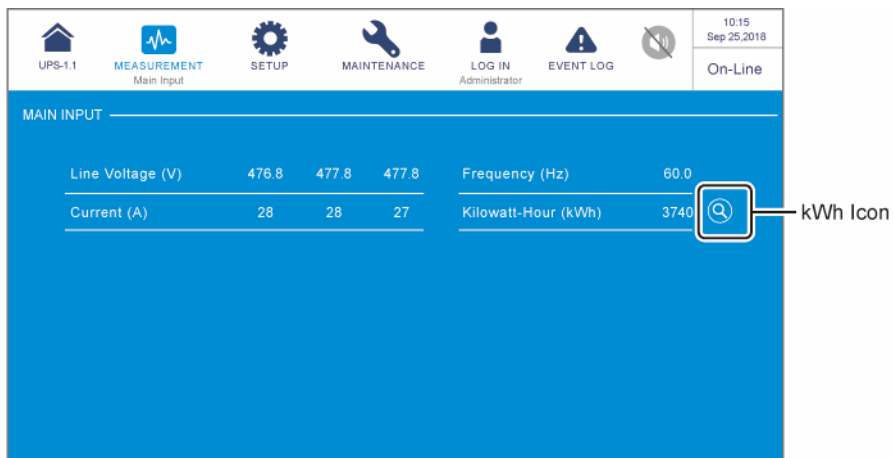 10:15
Sep 25,2018
UPS-1.1
MEASUREMENT
Main Input
SETUP
MAINTENANCE
LOG IN
Administrator
EVENT LOG
On-Line
MAIN INPUT
Line Voltage (V) 476.8 477.8 477.8 Frequency (Hz) 60.0
Current (A) 28 28 27 Kilowatt-Hour (kWh) 3740
kWh Icon